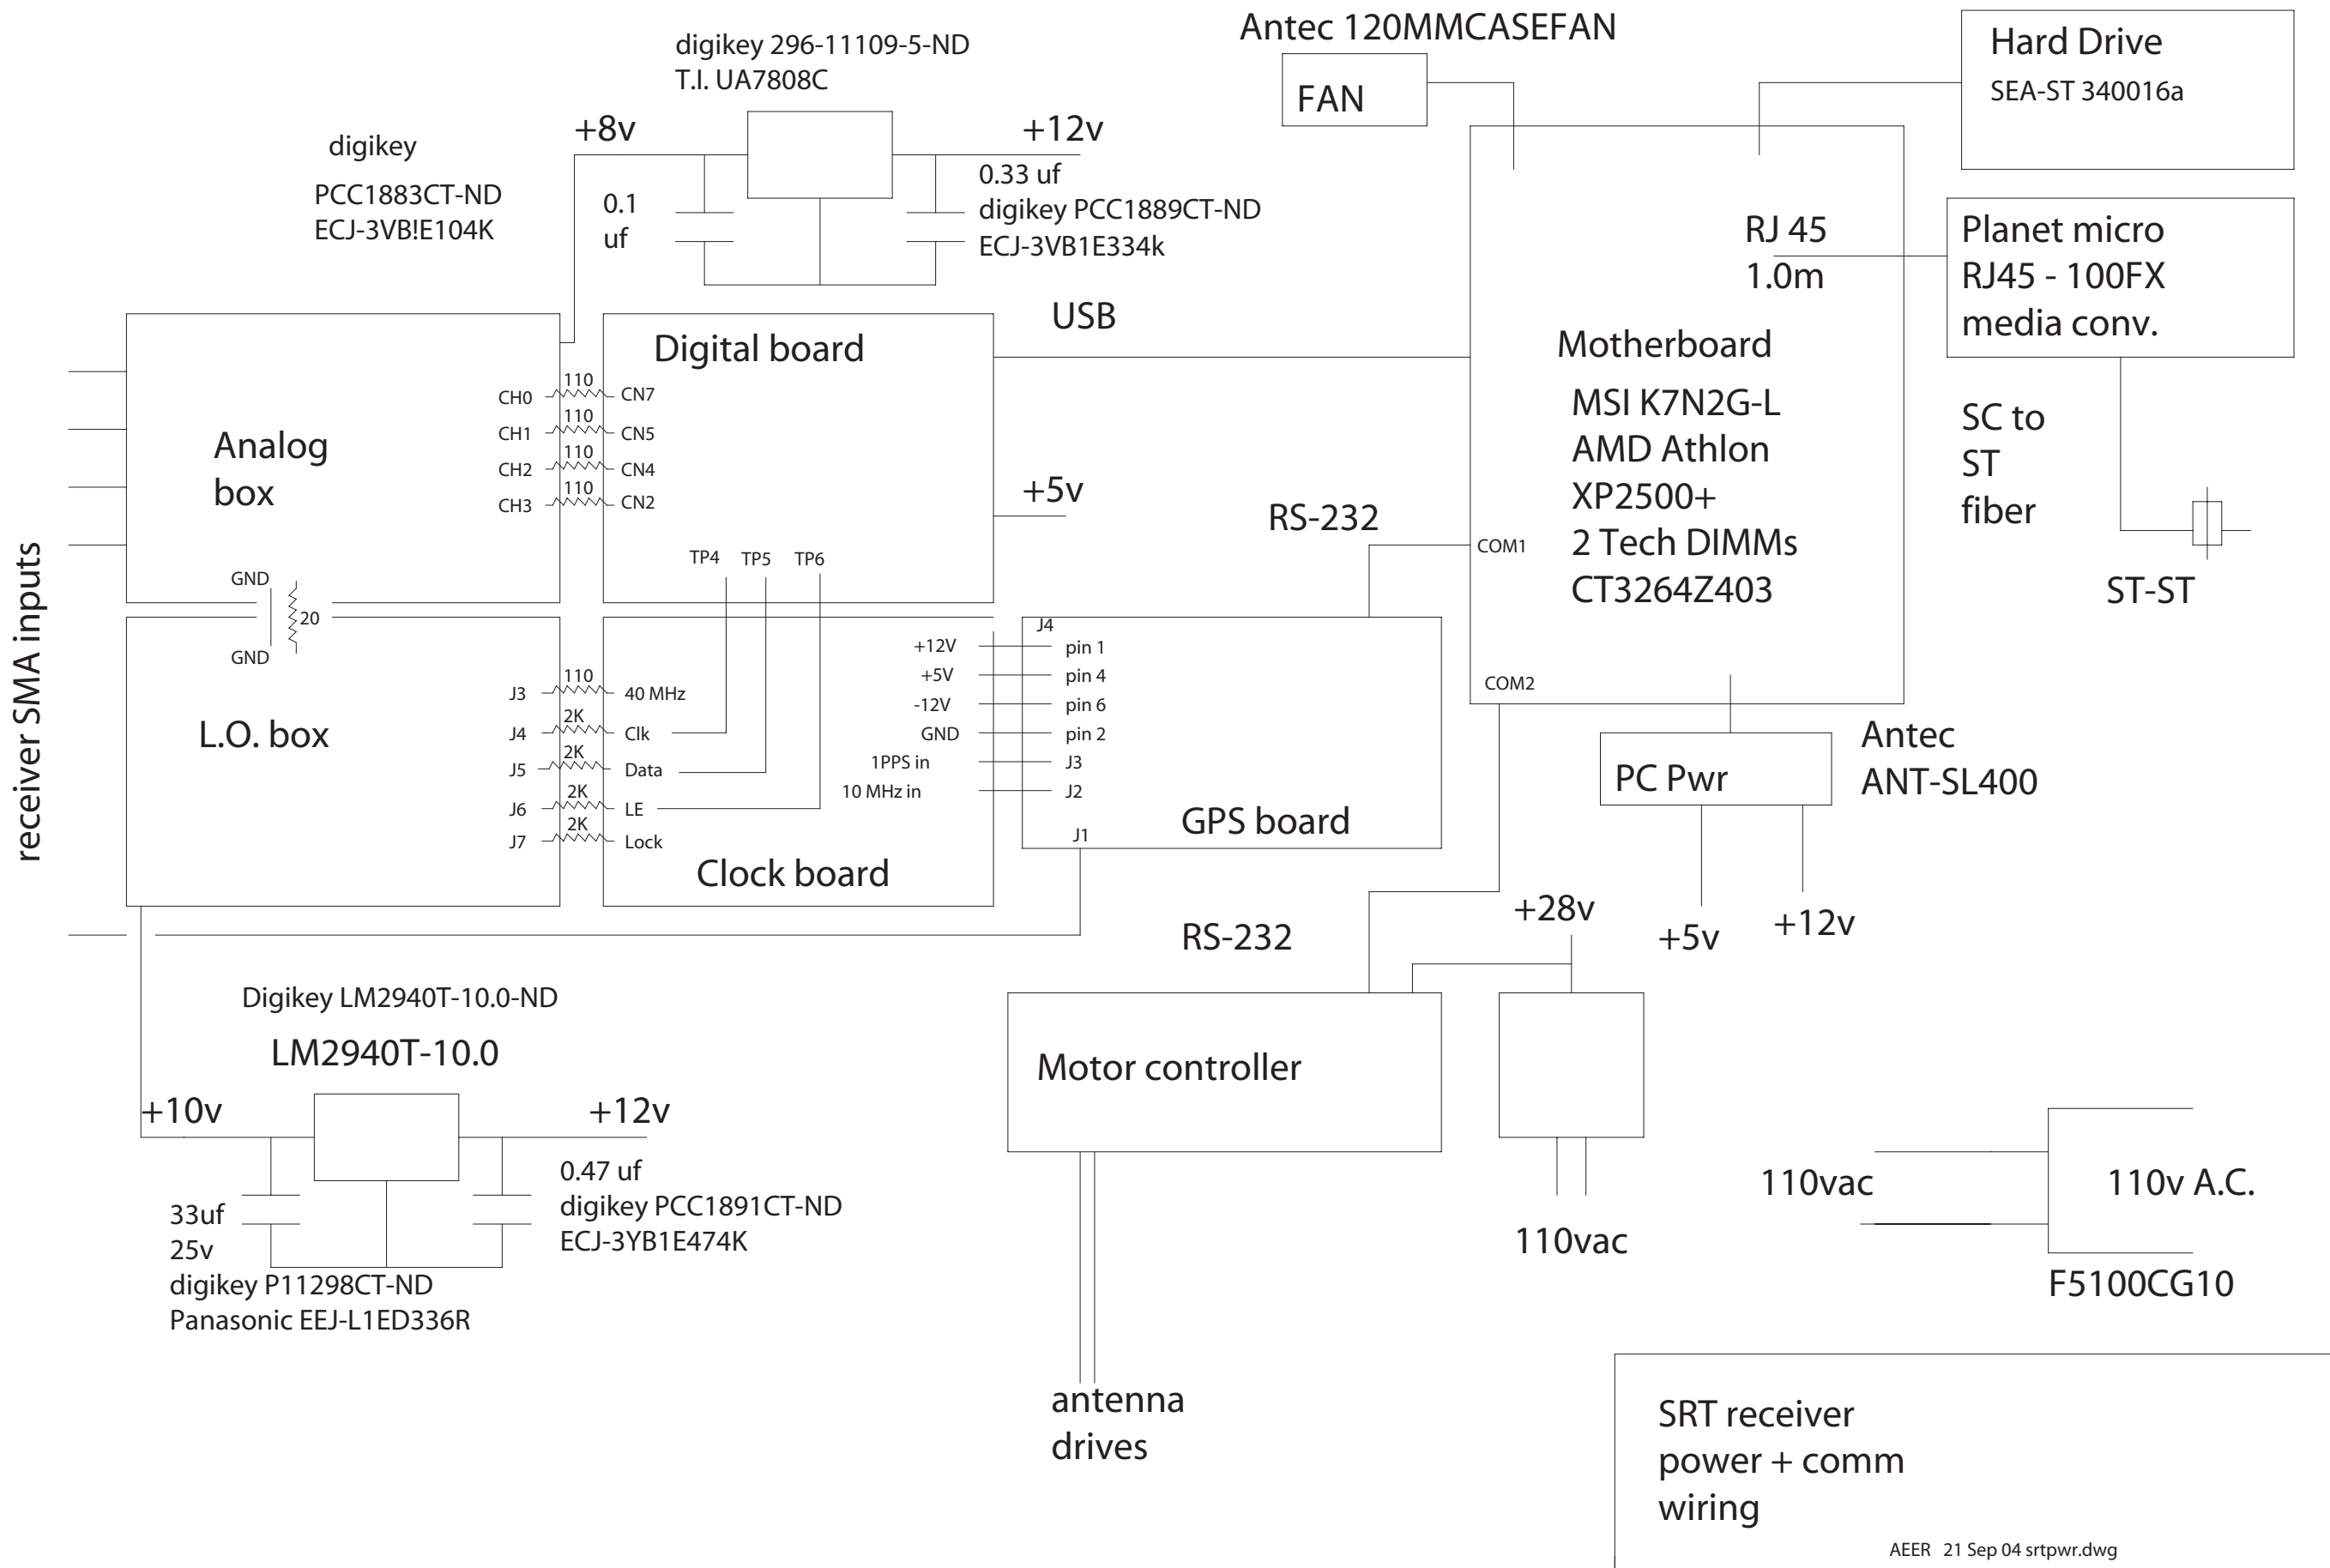 digikey 296-11109-5-ND
T.I. UA7808C
Antec 120MMCASEFAN
FAN
Hard Drive
SEA-ST 340016a
+8v
+12v
digikey
PCC1883CT-ND
ECJ-3VB!E104K
0.1
uf
0.33 uf
digikey PCC1889CT-ND
ECJ-3VB1E334k
RJ 45
1.0m
Planet micro
RJ45 - 100FX
media conv.
USB
Digital board
Motherboard
MSI K7N2G-L
AMD Athlon
XP2500+
2 Tech DIMMs
CT3264Z403
SC to
ST
fiber
ST-ST
Analog
box
CH0
110
CN7
CH1
110
CN5
CH2
110
CN4
CH3
110
CN2
+5v
RS-232
COM1
TP4
TP5
TP6
receiver SMA inputs
GND
20
GND
L.O. box
J3
110
40 MHz
J4
2K
Clk
J5
2K
Data
J6
2K
LE
J7
2K
Lock
Clock board
J4
+12V
pin 1
+5V
pin 4
-12V
pin 6
GND
pin 2
1PPS in
J3
10 MHz in
J2
J1
GPS board
COM2
PC Pwr
Antec
ANT-SL400
+28v
+5v
+12v
RS-232
Digikey LM2940T-10.0-ND
LM2940T-10.0
+10v
+12v
33uf
25v
digikey P11298CT-ND
Panasonic EEJ-L1ED336R
0.47 uf
digikey PCC1891CT-ND
ECJ-3YB1E474K
Motor controller
110vac
110vac
110v A.C.
F5100CG10
antenna
drives
SRT receiver
power + comm
wiring
AEER 21 Sep 04 srtpwr.dwg